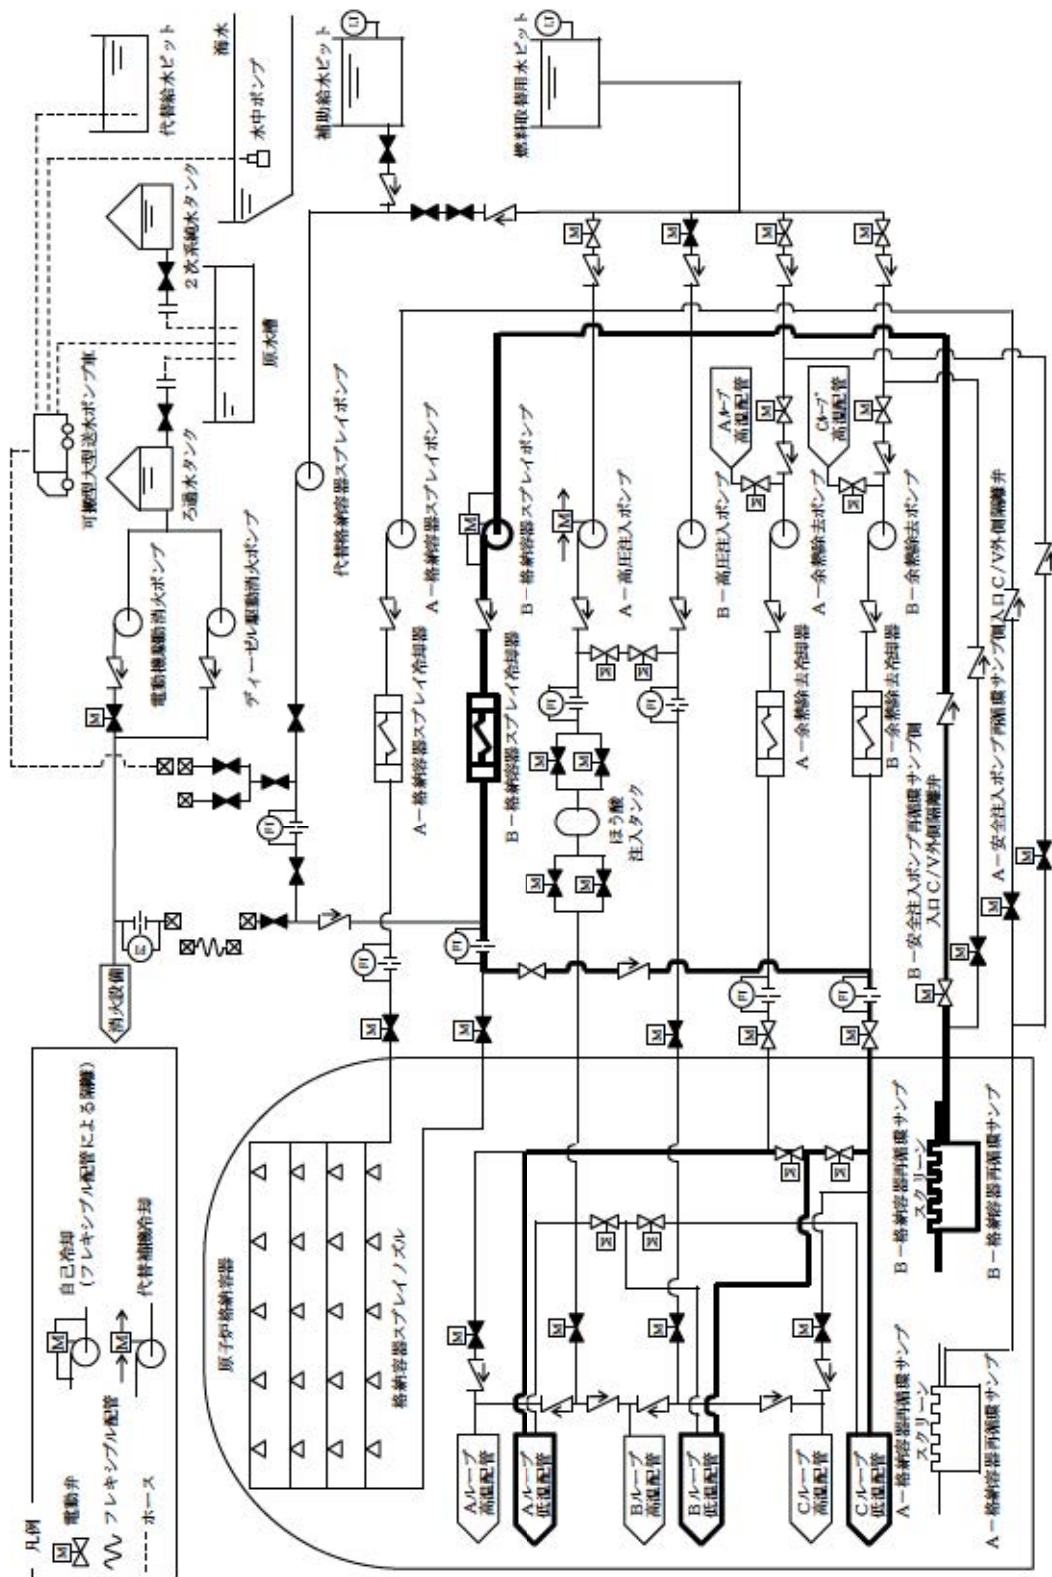 凡例
電動弁
フレキシブル配管
ホース
自己冷却
(フレキシブル配管による隔離)
代替補機冷却
消火設備
電動機駆動消火ポンプ
ディーゼル駆動消火ポンプ
ろ過水タンク
可搬型大型送水ポンプ車
2次系純水タンク
原水槽
代替給水ピット
海水
水中ポンプ
補助給水ピット
燃料取替用水ピット
代替格納容器スプレイポンプ
A-格納容器スプレイポンプ
A-格納容器スプレイ冷却器
B-格納容器スプレイポンプ
B-格納容器スプレイ冷却器
A-高圧注入ポンプ
B-高圧注入ポンプ
ほう酸
注入タンク
Aループ
高温配管
Cループ
高温配管
A-余熱除去ポンプ
A-余熱除去冷却器
B-余熱除去ポンプ
B-余熱除去冷却器
B-安全注入ポンプ再循環サンプ側
入口C/V外側隔離弁
A-安全注入ポンプ再循環サンプ側入口C/V外側隔離弁
原子炉格納容器
格納容器スプレイノズル
Aループ
高温配管
Aループ
低温配管
Bループ
高温配管
Bループ
低温配管
Cループ
高温配管
Cループ
低温配管
B-格納容器再循環サンプ
スクリーン
B-格納容器再循環サンプ
A-格納容器再循環サンプ
スクリーン
A-格納容器再循環サンプ